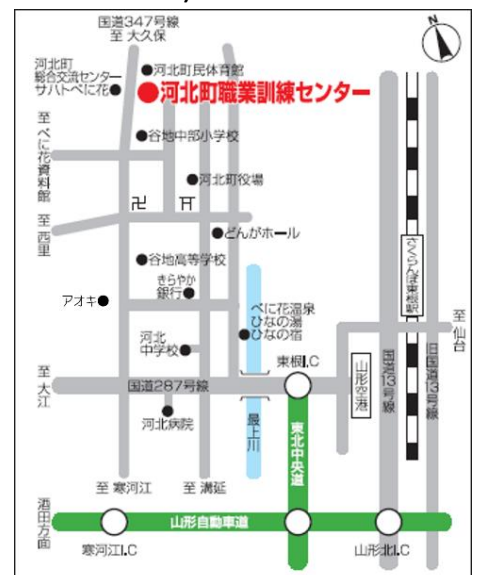 国道347号線
至 大久保
N
河北町
総合交流センター
サハトべに花
河北町民体育館
河北町職業訓練センター
至べに花資料館
谷地中部小学校
河北町役場
卍
至西里
どんがホール
さくらんぼ東根駅
谷地高等学校
きらやか
銀行
アオキ
べに花温泉
ひなの湯
ひなの宿
至仙台
河北
中学校
東根I.C
至大江
国道287号線
山形空港
国道13号線
旧国道13号線
河北病院
最上川
東北中央道
至 寒河江
至 溝延
酒田方面
山形自動車道
寒河江I.C
山形北I.C